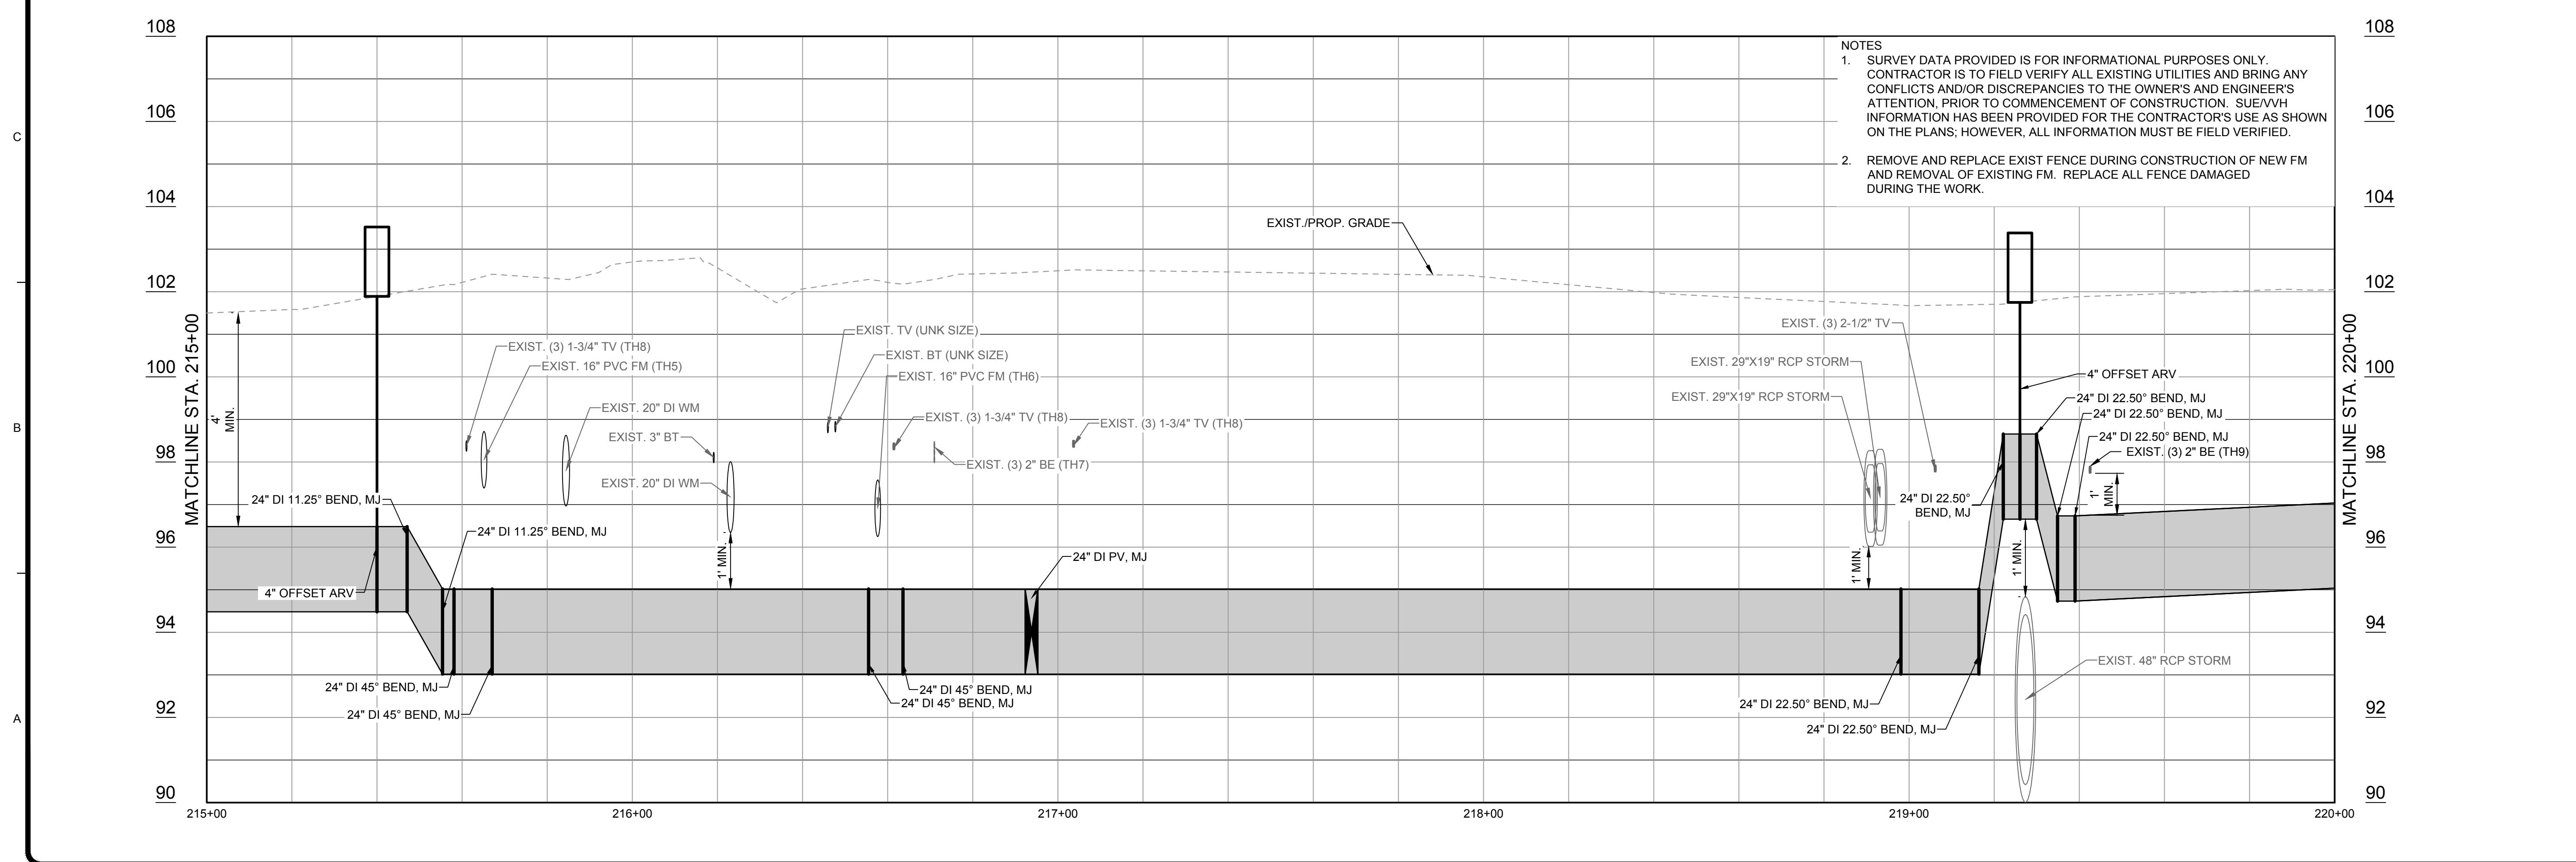 108
108
NOTES
1. SURVEY DATA PROVIDED IS FOR INFORMATIONAL PURPOSES ONLY.
CONTRACTOR IS TO FIELD VERIFY ALL EXISTING UTILITIES AND BRING ANY
CONFLICTS AND/OR DISCREPANCIES TO THE OWNER'S AND ENGINEER'S
ATTENTION, PRIOR TO COMMENCEMENT OF CONSTRUCTION. SUE/VVH
INFORMATION HAS BEEN PROVIDED FOR THE CONTRACTOR'S USE AS SHOWN
ON THE PLANS; HOWEVER, ALL INFORMATION MUST BE FIELD VERIFIED.
2. REMOVE AND REPLACE EXIST FENCE DURING CONSTRUCTION OF NEW FM
AND REMOVAL OF EXISTING FM. REPLACE ALL FENCE DAMAGED
DURING THE WORK.
106
106
C
104
104
EXIST./PROP. GRADE
102
102
MATCHLINE STA. 215+00
MATCHLINE STA. 220+00
4'
MIN.
EXIST. TV (UNK SIZE)
EXIST. (3) 2-1/2" TV
EXIST. (3) 1-3/4" TV (TH8)
EXIST. BT (UNK SIZE)
EXIST. 29"X19" RCP STORM
EXIST. 16" PVC FM (TH5)
EXIST. 16" PVC FM (TH6)
100
100
4" OFFSET ARV
EXIST. 29"X19" RCP STORM
24" DI 22.50° BEND, MJ
EXIST. 20" DI WM
24" DI 22.50° BEND, MJ
EXIST. (3) 1-3/4" TV (TH8)
EXIST. (3) 1-3/4" TV (TH8)
B
EXIST. 3" BT
24" DI 22.50° BEND, MJ
EXIST. (3) 2" BE (TH9)
98
98
EXIST. (3) 2" BE (TH7)
EXIST. 20" DI WM
24" DI 11.25° BEND, MJ
24" DI 22.50°
BEND, MJ
1'
MIN.
24" DI 11.25° BEND, MJ
96
96
24" DI PV, MJ
1' MIN.
1' MIN.
1' MIN.
4" OFFSET ARV
94
94
EXIST. 48" RCP STORM
24" DI 45° BEND, MJ
24" DI 45° BEND, MJ
24" DI 45° BEND, MJ
24" DI 22.50° BEND, MJ
24" DI 45° BEND, MJ
24" DI 22.50° BEND, MJ
92
92
A
90
90
215+00
216+00
217+00
218+00
219+00
220+00